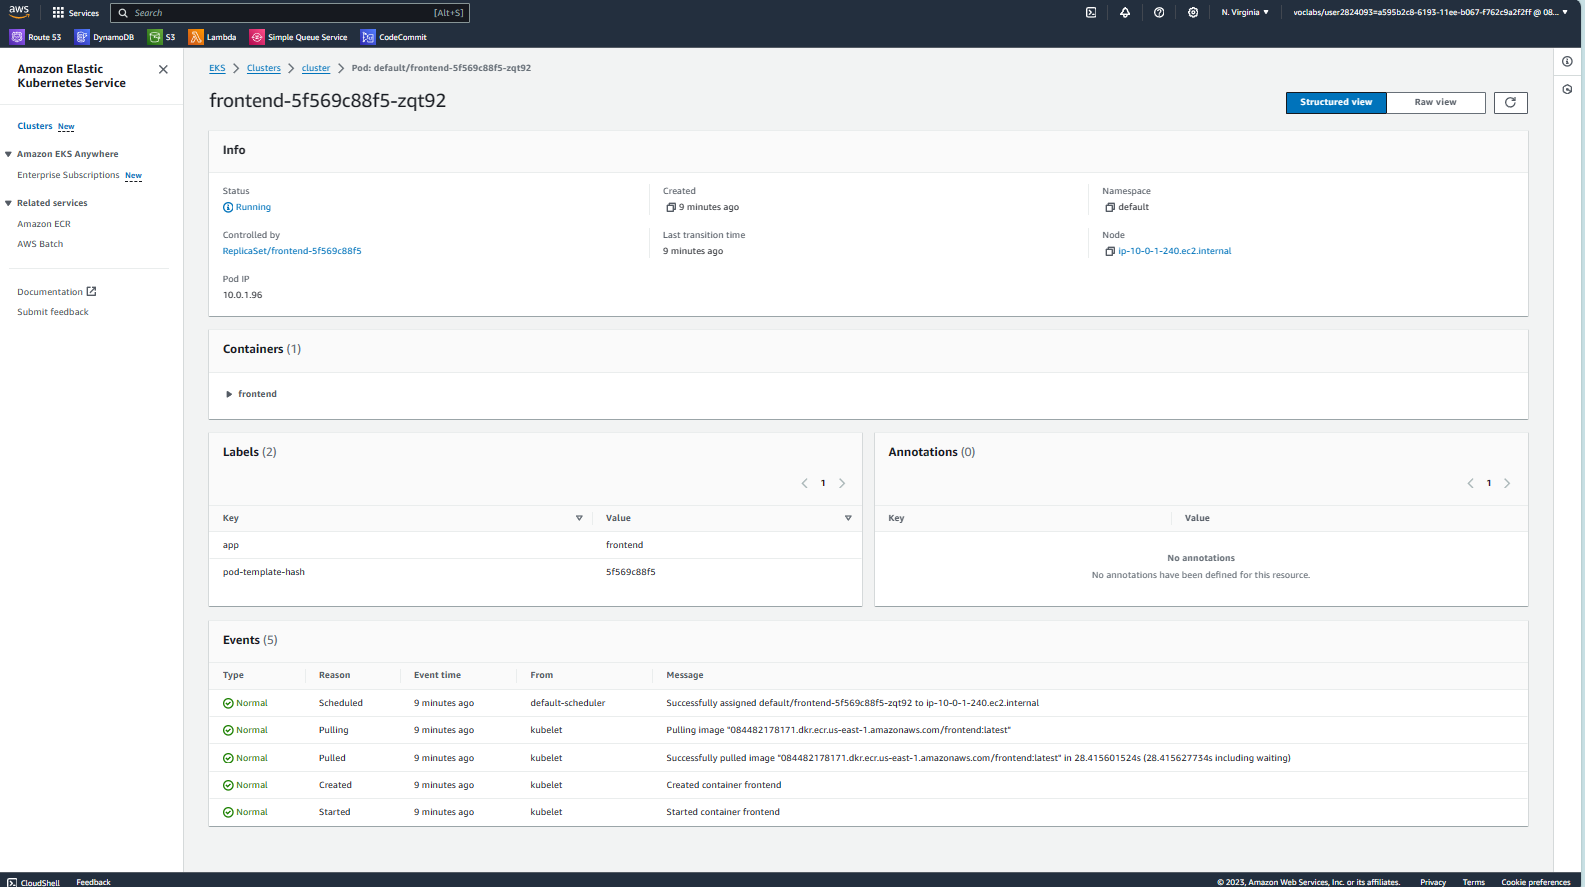 aws Services Search [Alt+S] N. Virginia voclabs/user2824093=a595b2c8-6193-11ee-b067-f762c9a2f2ff @ 08...
Route 53 DynamoDB S3 Lambda Simple Queue Service CodeCommit
Amazon Elastic
Kubernetes Service
Clusters New
Amazon EKS Anywhere
Enterprise Subscriptions New
Related services
Amazon ECR
AWS Batch
Documentation
Submit feedback
EKS Clusters cluster Pod: default/frontend-5f569c88f5-zqt92
frontend-5f569c88f5-zqt92
Structured view Raw view
Info
Status Created Namespace
Running 9 minutes ago default
Controlled by Last transition time Node
ReplicaSet/frontend-5f569c88f5 9 minutes ago ip-10-0-1-240.ec2.internal
Pod IP
10.0.1.96
Containers (1)
frontend
Labels (2)
1
Key Value
app frontend
pod-template-hash 5f569c88f5
Annotations (0)
1
Key Value
No annotations
No annotations have been defined for this resource.
Events (5)
Type Reason Event time From Message
Normal Scheduled 9 minutes ago default-scheduler Successfully assigned default/frontend-5f569c88f5-zqt92 to ip-10-0-1-240.ec2.internal
Normal Pulling 9 minutes ago kubelet Pulling image "084482178171.dkr.ecr.us-east-1.amazonaws.com/frontend:latest"
Normal Pulled 9 minutes ago kubelet Successfully pulled image "084482178171.dkr.ecr.us-east-1.amazonaws.com/frontend:latest" in 28.415601524s (28.415627734s including waiting)
Normal Created 9 minutes ago kubelet Created container frontend
Normal Started 9 minutes ago kubelet Started container frontend
CloudShell Feedback © 2023, Amazon Web Services, Inc. or its affiliates. Privacy Terms Cookie preferences